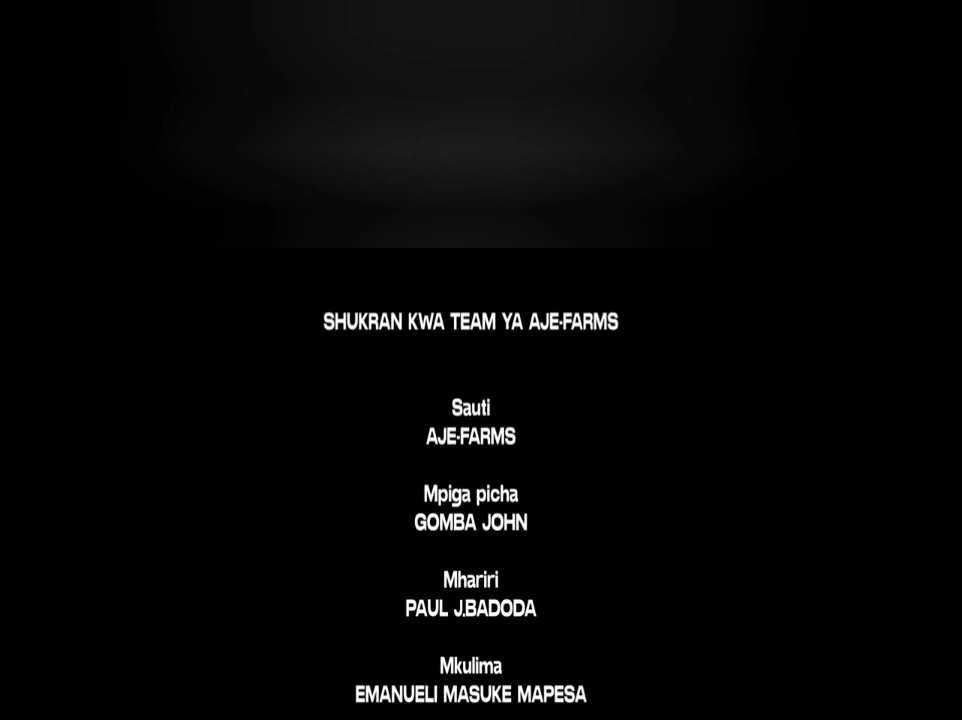 SHUKRAN KWA TEAM YA AJE-FARMS
Sauti
AJE-FARMS
Mpiga picha
GOMBA JOHN
Mhariri
PAUL J.BADODA
Mkulima
EMANUELI MASUKE MAPESA